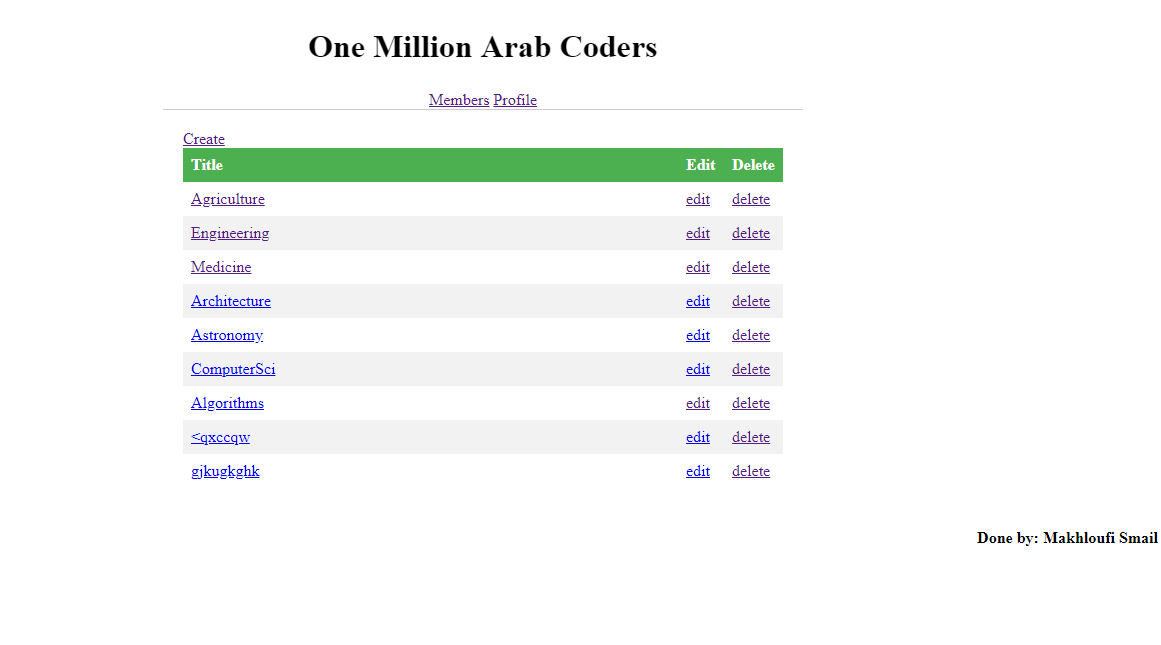 One Million Arab Coders
Members Profile
Create
Title Edit Delete
Agriculture edit delete
Engineering edit delete
Medicine edit delete
Architecture edit delete
Astronomy edit delete
ComputerSci edit delete
Algorithms edit delete
<qxccqw edit delete
gjkugkghk edit delete
Done by: Makhloufi Smail